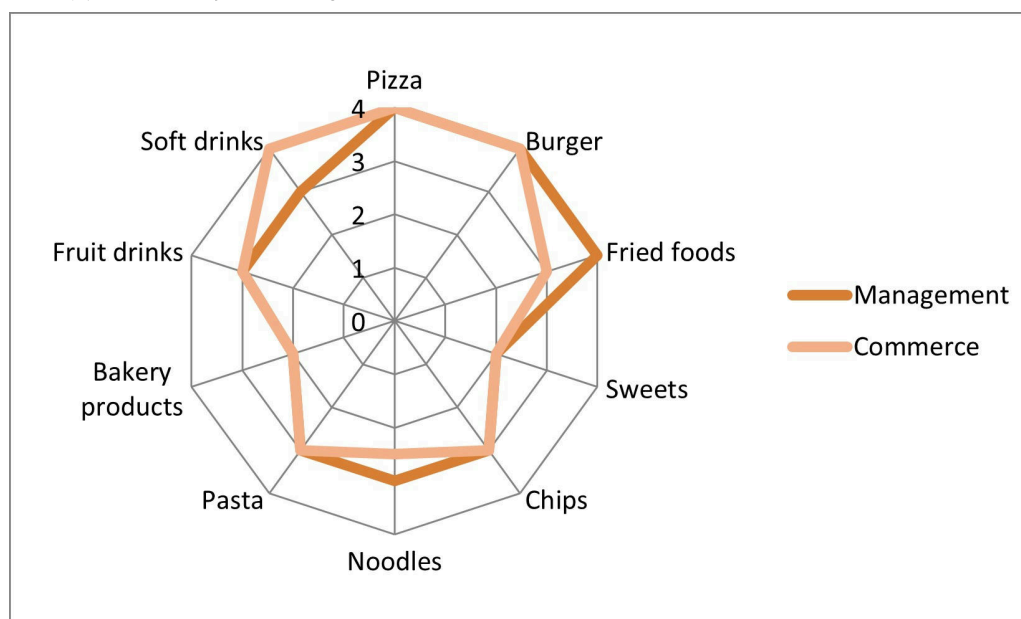 Pizza
4
Soft drinks
Burger
3
2
Fruit drinks
Fried foods
1
Management
0
Commerce
Bakery
products
Sweets
Pasta
Chips
Noodles